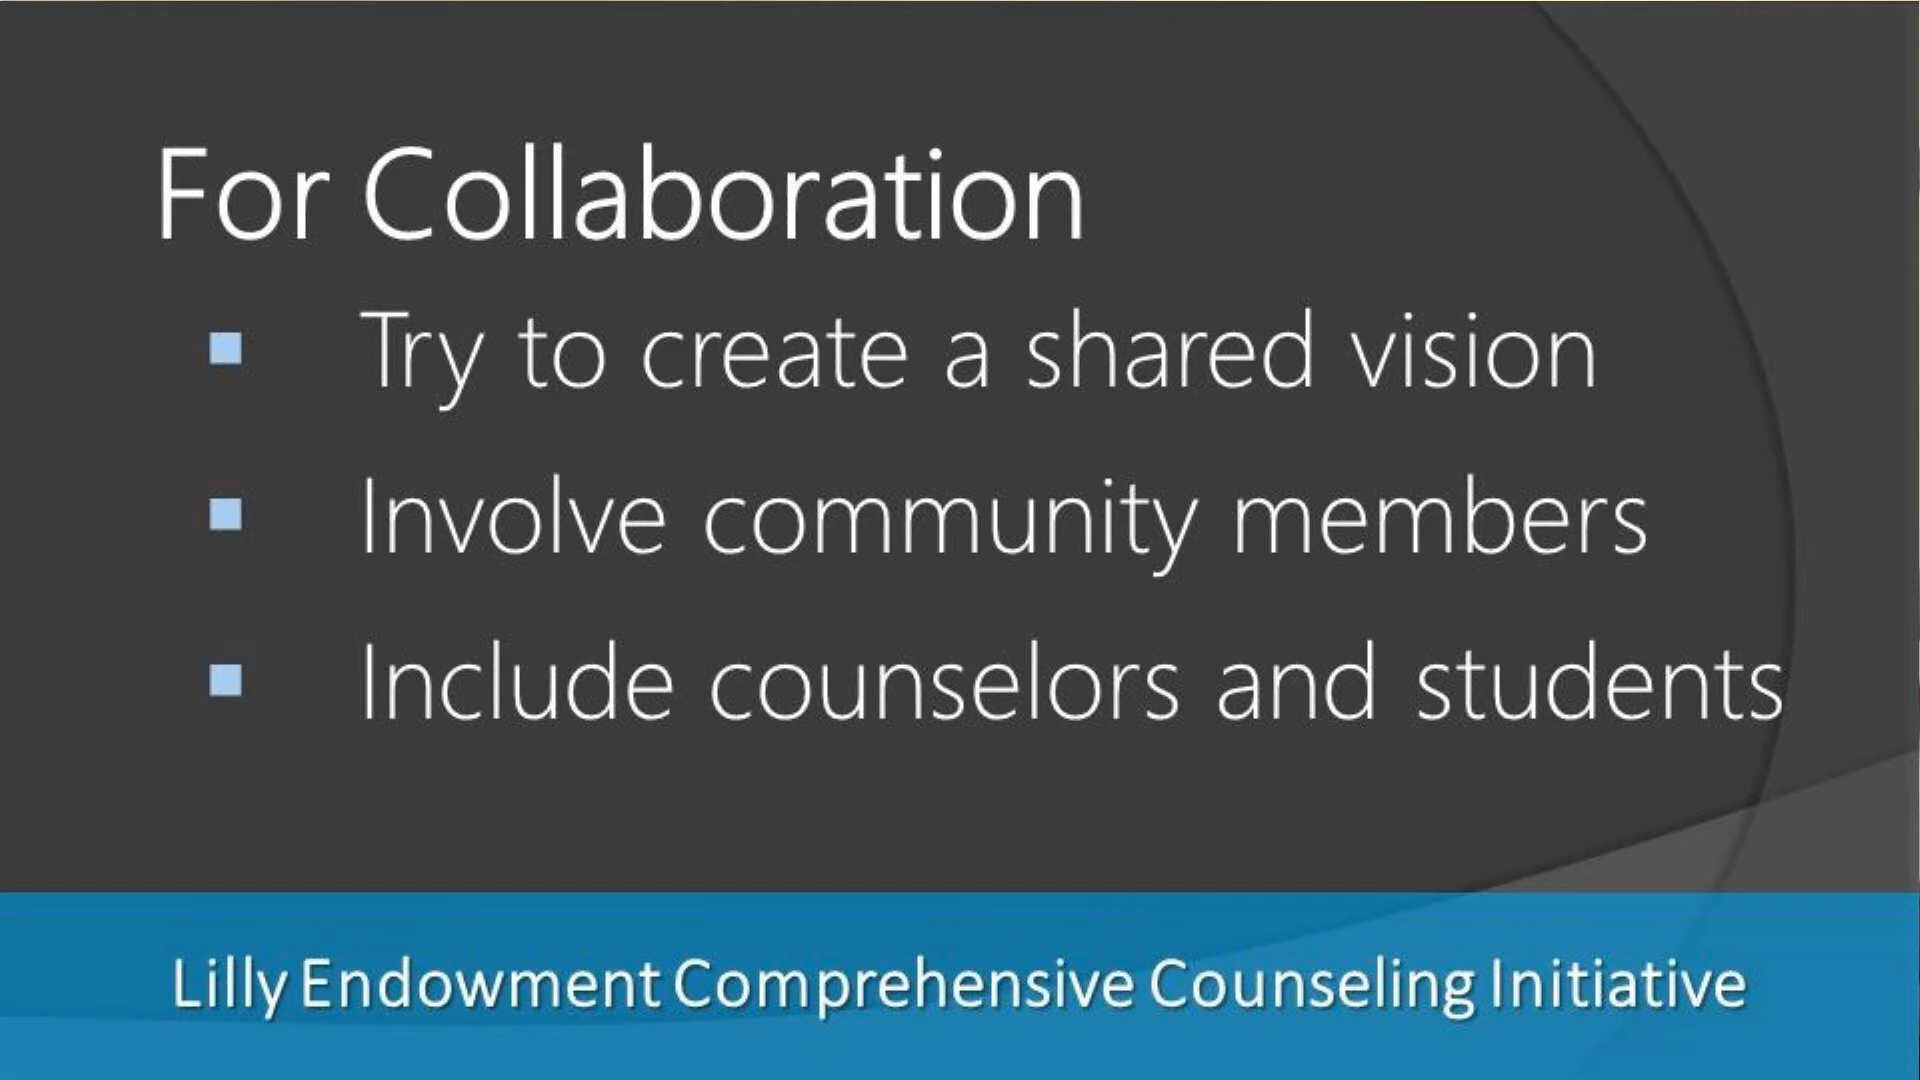 For Collaboration
Try to create a shared vision
Involve community members
Include counselors and students
Lilly Endowment Comprehensive Counseling Initiative